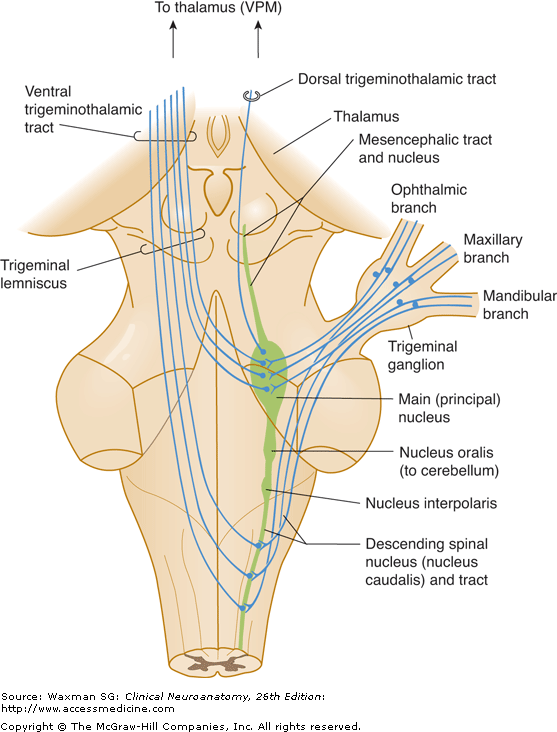 To thalamus (VPM)
Dorsal trigeminothalamic tract
Ventral
trigeminothalamic
tract
Thalamus
Mesencephalic tract
and nucleus
Ophthalmic
branch
Maxillary
branch
Trigeminal
lemniscus
Mandibular
branch
Trigeminal
ganglion
Main (principal)
nucleus
Nucleus oralis
(to cerebellum)
Nucleus interpolaris
Descending spinal
nucleus (nucleus
caudalis) and tract
Source: Waxman SG: Clinical Neuroanatomy, 26th Edition:
http://www.accessmedicine.com
Copyright © The McGraw-Hill Companies, Inc. All rights reserved.